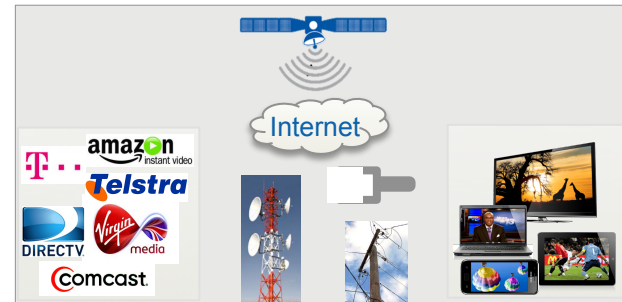 Internet
T
amazon
instant video
Telstra
DIRECTV
Virgin
media
Comcast.